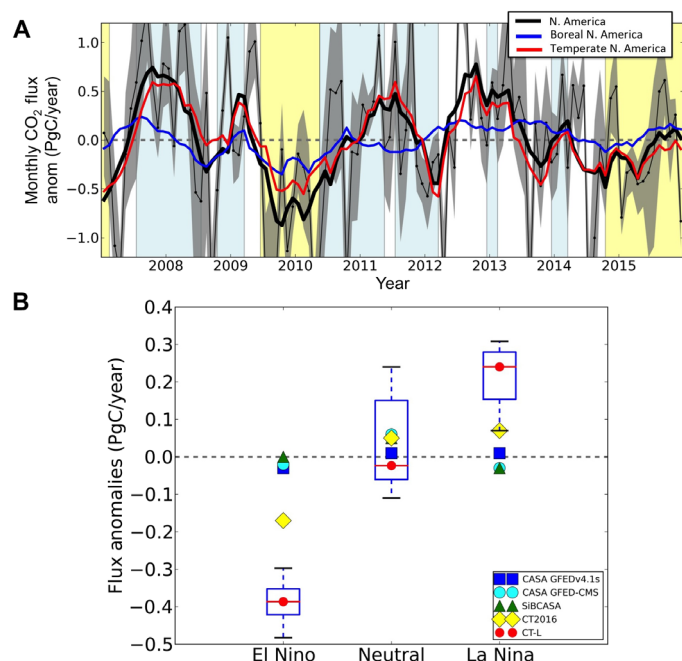 A
N. America
Boreal N. America
Temperate N. America
Monthly CO2 flux
anom (PgC/year)
1.0
0.5
0.0
−0.5
−1.0
2008 2009 2010 2011 2012 2013 2014 2015
Year
B
Flux anomalies (PgC/year)
0.4
0.3
0.2
0.1
0.0
−0.1
−0.2
−0.3
−0.4
−0.5
CASA GFEDv4.1s
CASA GFED-CMS
SiBCASA
CT2016
CT-L
El Nino Neutral La Nina